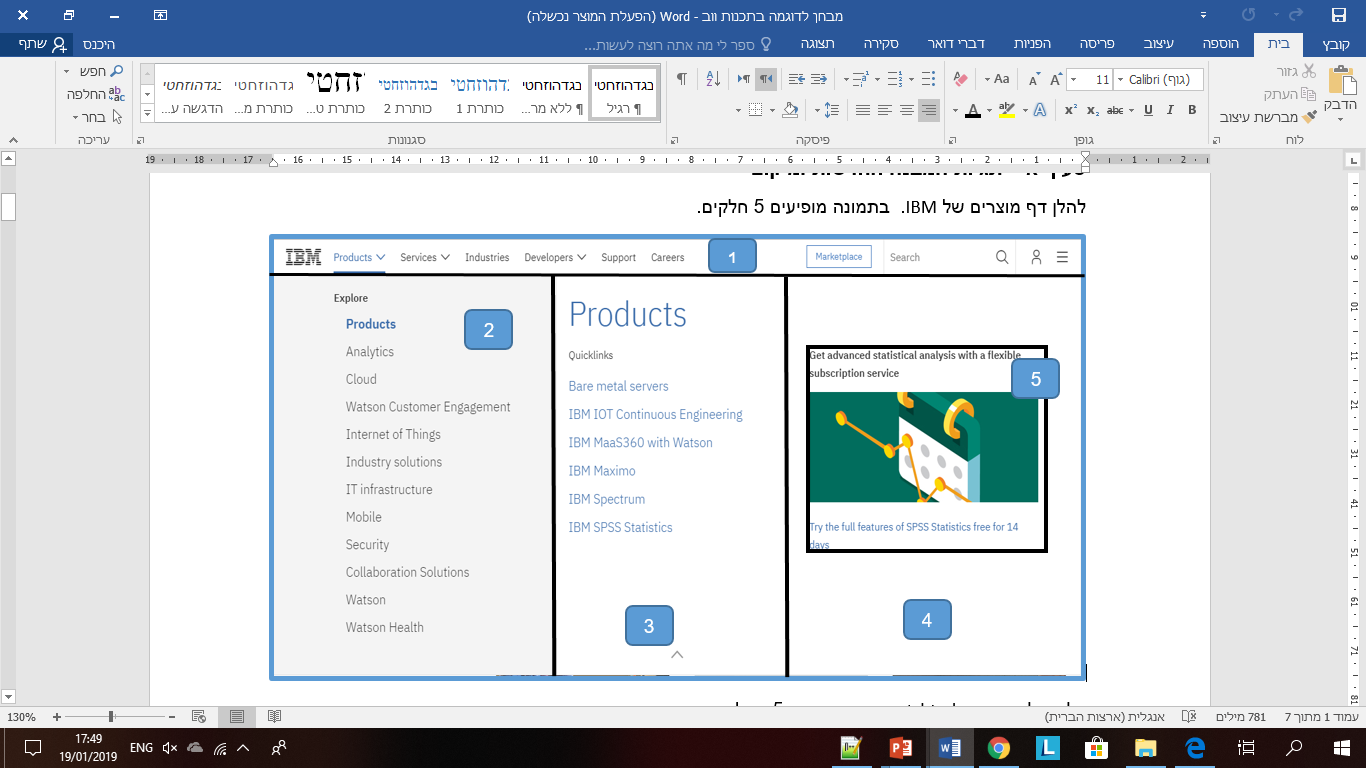 מבחן לדוגמה בתכנות ווב - Word (הפעלת המוצר נכשלה)
קובץ
בית
הוספה
עיצוב
פריסה
הפניות
דברי דואר
סקירה
תצוגה
ספר לי מה אתה רוצה לעשות...
היכנס
שתף
הדבק
גזור
העתק
מברשת עיצוב
לוח
Calibri (גוף)
11
גופן
פיסקה
בגדהוזחטי
¶ רגיל
בגדהוזחטי
¶ ללא מר...
בגדהוזחט
כותרת 1
בגדהוזחטי
כותרת 2
כותרת ט...
בגדהוזחטי
כותרת מ...
בגדהוזחטי
הדגשה ע...
סגנונות
חפש
החלפה
בחר
עריכה
להלן דף מוצרים של IBM. בתמונה מופיעים 5 חלקים.
IBM Products Services Industries Developers Support Careers 1 Marketplace Search
Explore
Products
Analytics
Cloud
Watson Customer Engagement
Internet of Things
Industry solutions
IT infrastructure
Mobile
Security
Collaboration Solutions
Watson
Watson Health
2
Products
Quicklinks
Bare metal servers
IBM IOT Continuous Engineering
IBM MaaS360 with Watson
IBM Maximo
IBM Spectrum
IBM SPSS Statistics
3
Get advanced statistical analysis with a flexible
subscription service
5
Try the full features of SPSS Statistics free for 14
days
4
עמוד 1 מתוך 7
781 מילים
אנגלית (ארצות הברית)
130%
17:49
19/01/2019
ENG